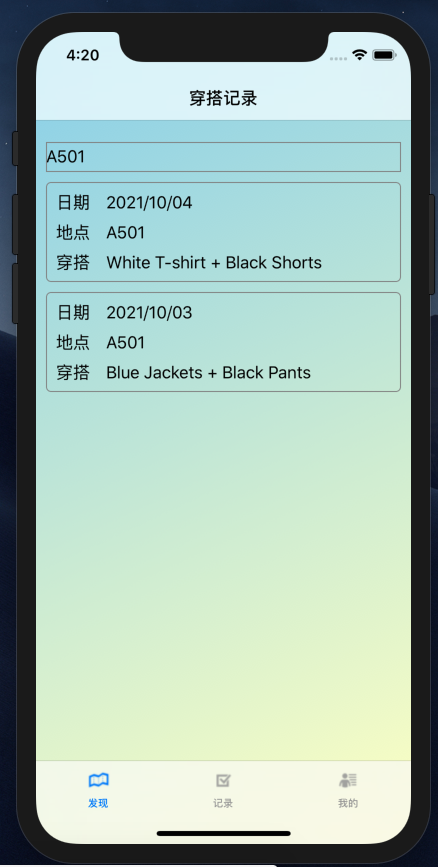 4:20
穿搭记录
A501
日期 2021/10/04
地点 A501
穿搭 White T-shirt + Black Shorts
日期 2021/10/03
地点 A501
穿搭 Blue Jackets + Black Pants
发现 记录 我的